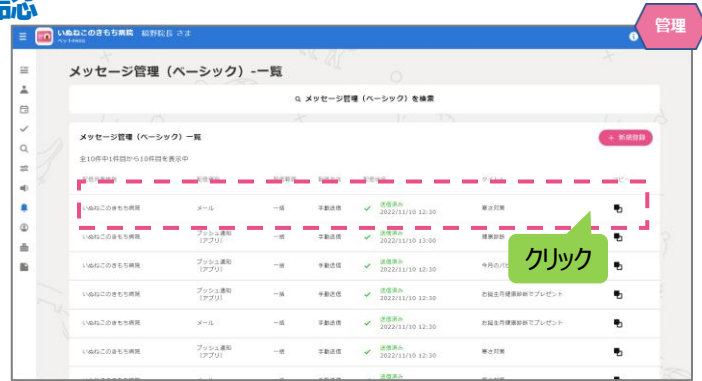 認
管理
いぬねこのきもち病院
さま
メッセージ管理（ベーシック）-一覧
メッセージ管理（ベーシック）を検索
メッセージ管理（ベーシック）一覧
+ 新規登録
全10件中1件目から10件目を表示中
いぬねこのきもち病院 メール 一括 手動送信 送信済み 寒さ対策
2022/11/10 12:30
いぬねこのきもち病院 プッシュ通知 一括 手動送信 送信済み 健康診断
（アプリ） 2022/11/10 13:00
クリック
いぬねこのきもち病院 プッシュ通知 一括 手動送信 送信済み 今月の
（アプリ） 2022/11/10 12:30
いぬねこのきもち病院 プッシュ通知 一括 手動送信 送信済み お誕生月健康診断でプレゼント
（アプリ） 2022/11/10 12:30
いぬねこのきもち病院 メール 一括 手動送信 送信済み お誕生月健康診断でプレゼント
2022/11/10 12:30
いぬねこのきもち病院 プッシュ通知 一括 手動送信 送信済み 寒さ対策
（アプリ） 2022/11/10 12:30